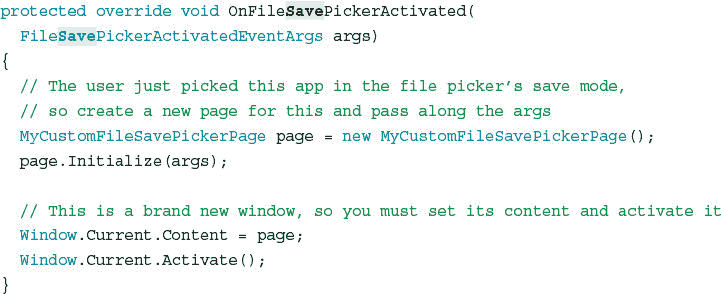 protected override void OnFileSavePickerActivated(
  FileSavePickerActivatedEventArgs args)
{
  // The user just picked this app in the file picker’s save mode,
  // so create a new page for this and pass along the args
  MyCustomFileSavePickerPage page = new MyCustomFileSavePickerPage();
  page.Initialize(args);

  // This is a brand new window, so you must set its content and activate it
  Window.Current.Content = page;
  Window.Current.Activate();
}